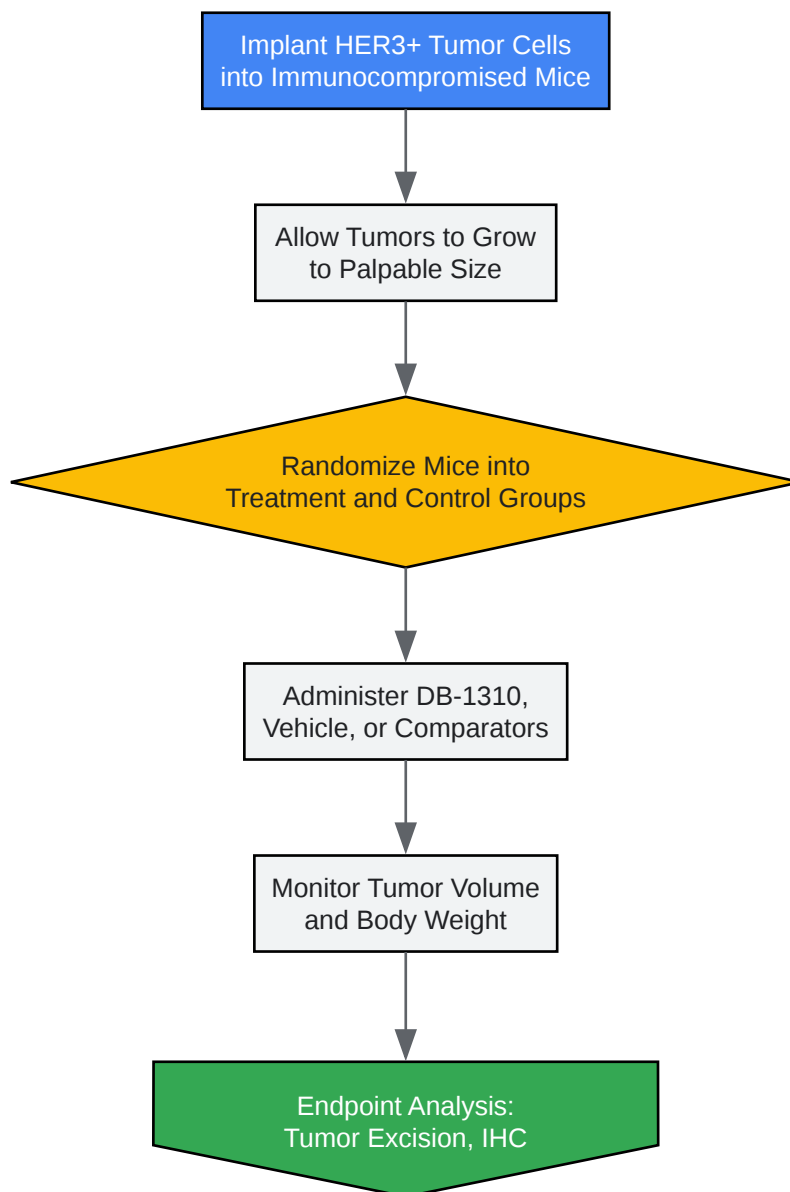 Implant HER3+ Tumor Cells
into Immunocompromised Mice
Allow Tumors to Grow
to Palpable Size
Randomize Mice into
Treatment and Control Groups
Administer DB-1310,
Vehicle, or Comparators
Monitor Tumor Volume
and Body Weight
Endpoint Analysis:
Tumor Excision, IHC